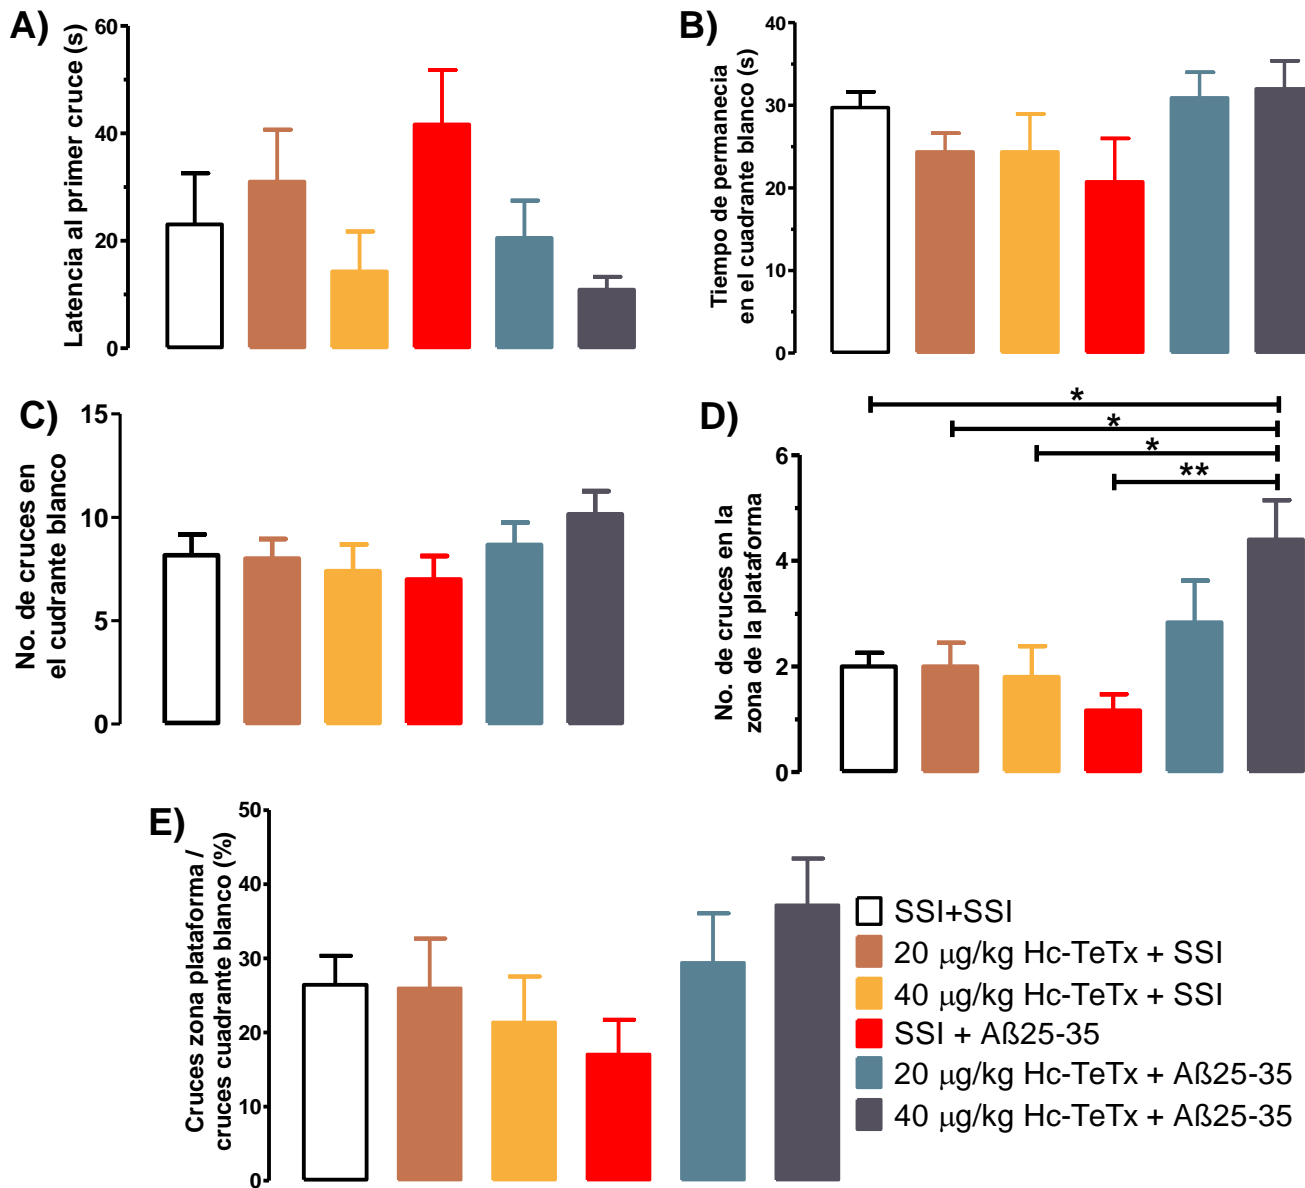 A)
Latencia al primer cruce (s)
60
40
20
0
B)
Tiempo de permanecia
en el cuadrante blanco (s)
40
30
20
10
0
C)
No. de cruces en
el cudrante blanco
15
10
5
0
D)
No. de cruces en la
zona de la plataforma
6
4
2
0
*
*
*
**
E)
Cruces zona plataforma /
cruces cuadrante blanco (%)
50
40
30
20
10
0
SSI+SSI
20 µg/kg Hc-TeTx + SSI
40 µg/kg Hc-TeTx + SSI
SSI + Aß25-35
20 µg/kg Hc-TeTx + Aß25-35
40 µg/kg Hc-TeTx + Aß25-35